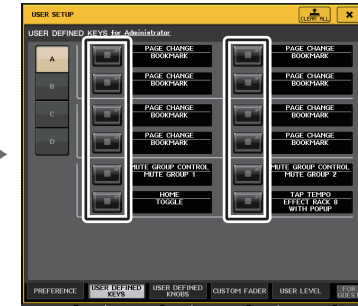 USER SETUP
CLEAR ALL
USER DEFINED KEYS for Administrator
A
PAGE CHANGE
BOOKMARK
PAGE CHANGE
BOOKMARK
B
PAGE CHANGE
BOOKMARK
PAGE CHANGE
BOOKMARK
C
PAGE CHANGE
BOOKMARK
PAGE CHANGE
BOOKMARK
D
PAGE CHANGE
BOOKMARK
PAGE CHANGE
BOOKMARK
MUTE GROUP CONTROL
MUTE GROUP 1
MUTE GROUP CONTROL
MUTE GROUP 2
HOME
TOGGLE
TAP TEMPO
EFFECT RACK 8
WITH POPUP
PREFERENCE
USER DEFINED
KEYS
USER DEFINED
KNOBS
CUSTOM FADER
USER LEVEL
FOR
GUEST